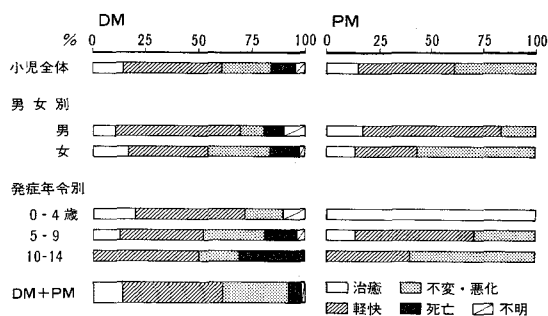 DM PM
% 0 25 50 75 100 0 25 50 75 100
小児全体
男女別
男
女
発症年令別
0-4歳
5-9
10-14
DM+PM
治癒 不変・悪化
軽快 死亡 不明